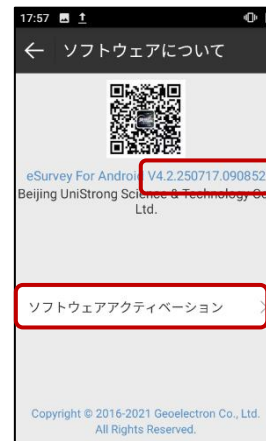 17:57
ソフトウェアについて
eSurvey For Android V4.2.250717.090852
Beijing UniStrong Science & Technology Co
Ltd.
ソフトウェアアクティベーション
Copyright © 2016-2021 Geoelectron Co., Ltd.
All Rights Reserved.